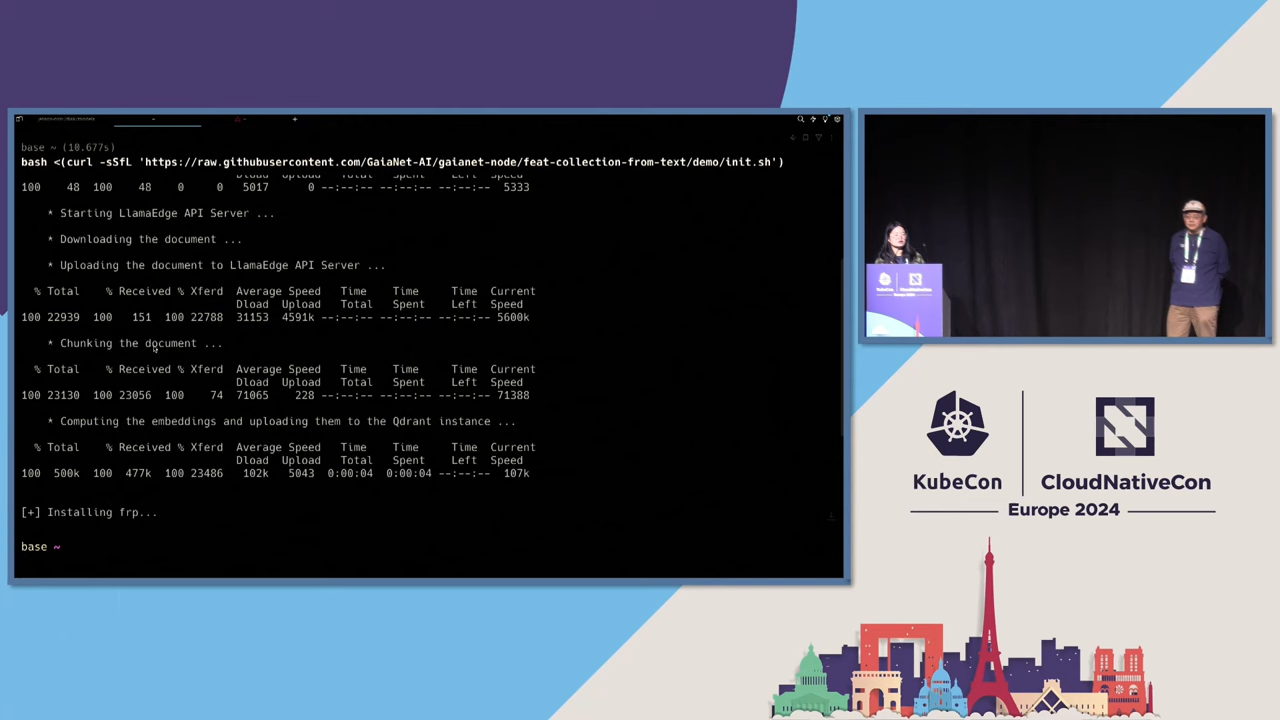 base ~ (10.677s)
bash <(curl -sSfL 'https://raw.githubusercontent.com/GaiaNet-AI/gaianet-node/feat-collection-from-text/demo/init.sh')
Dload Upload Total Spent Left Speed
100 48 100 48 0 0 5017 0 --:--:-- --:--:-- --:--:-- 5333
* Starting LlamaEdge API Server ...
* Downloading the document ...
* Uploading the document to LlamaEdge API Server ...
% Total % Received % Xferd Average Speed Time Time Time Current
Dload Upload Total Spent Left Speed
100 22939 100 151 100 22788 31153 4591k --:--:-- --:--:-- --:--:-- 5600k
* Chunking the document ...
% Total % Received % Xferd Average Speed Time Time Time Current
Dload Upload Total Spent Left Speed
100 23130 100 23056 100 74 71065 228 --:--:-- --:--:-- --:--:-- 71388
* Computing the embeddings and uploading them to the Qdrant instance ...
% Total % Received % Xferd Average Speed Time Time Time Current
Dload Upload Total Spent Left Speed
100 500k 100 477k 100 23486 102k 5043 0:00:04 0:00:04 --:--:-- 107k
[+] Installing frp...
base ~
KubeCon
CloudNativeCon
Europe 2024